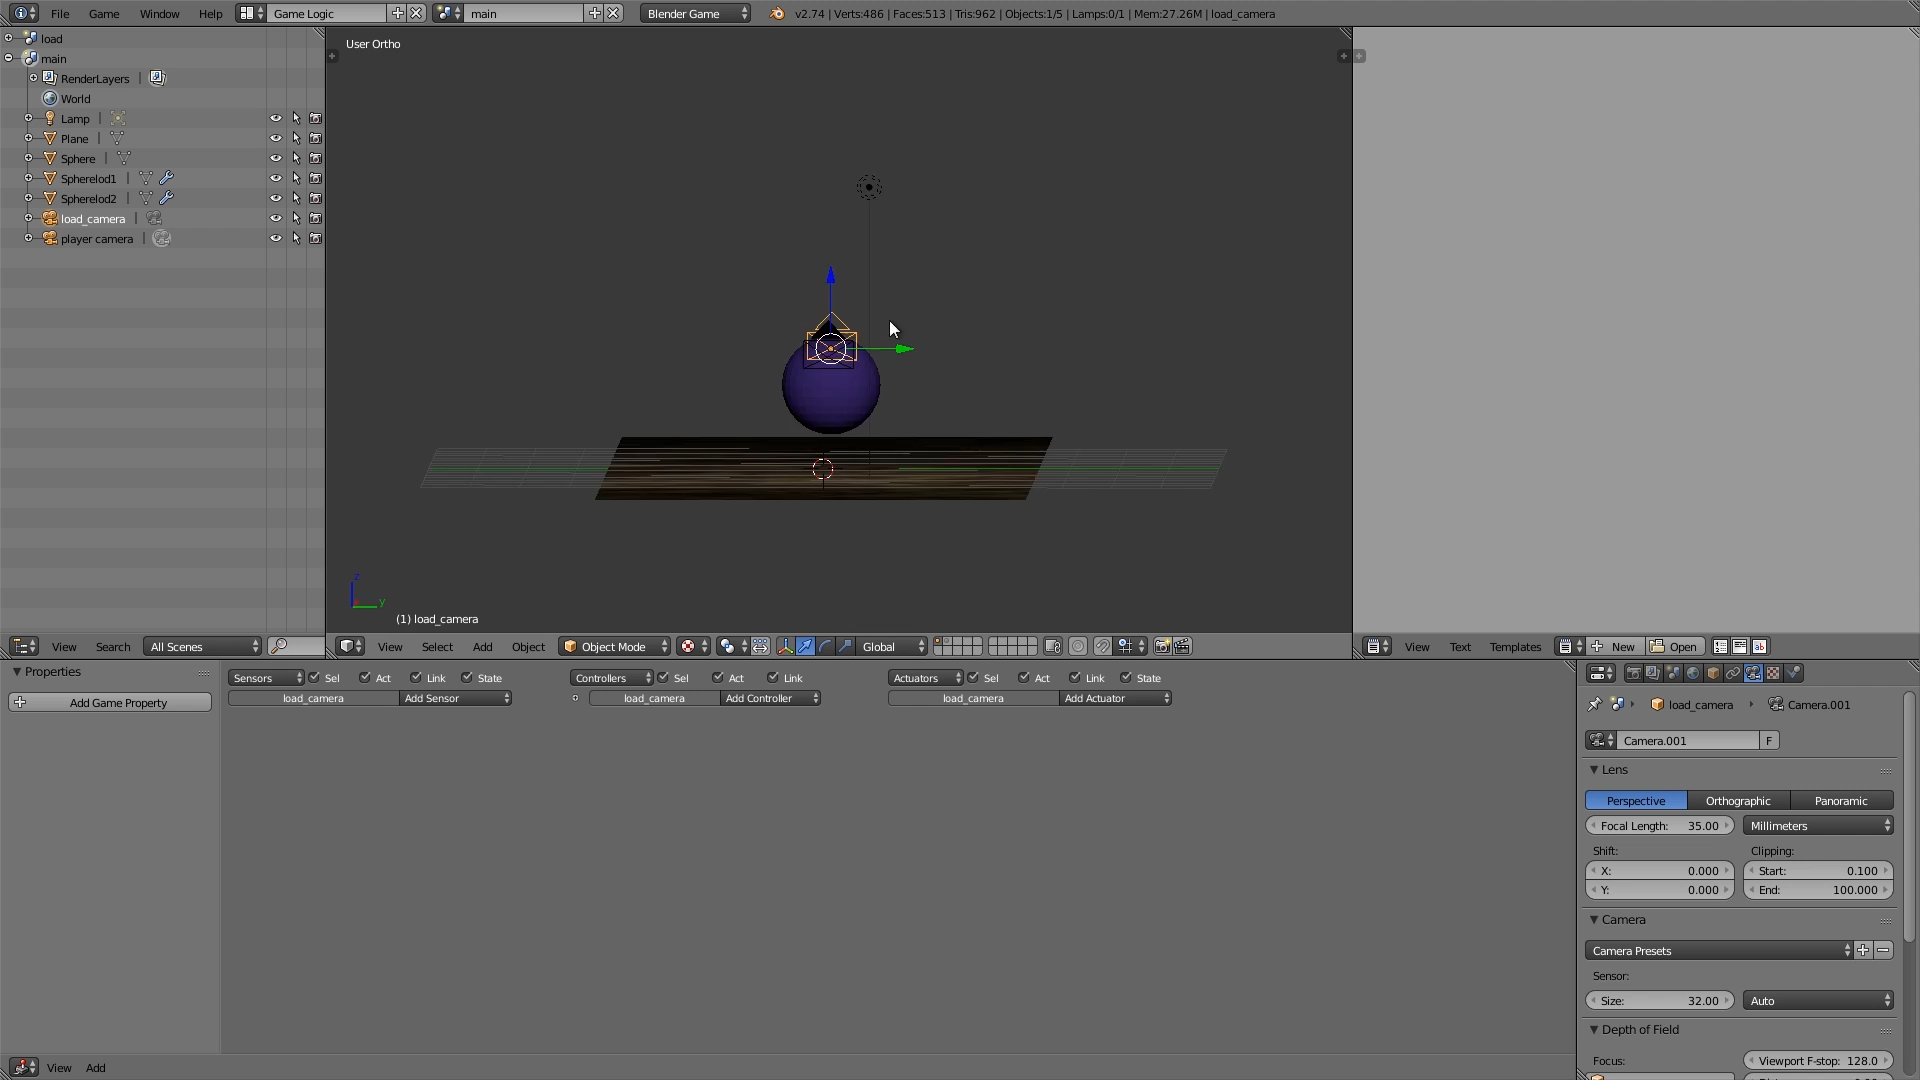 File Game Window Help Game Logic main Blender Game v2.74 | Verts:486 | Faces:513 | Tris:962 | Objects:1/5 | Lamps:0/1 | Mem:27.26M | load_camera
load
main
RenderLayers
World
Lamp
Plane
Sphere
Spherelod1
Spherelod2
load_camera
player camera
User Ortho
z
y
(1) load_camera
View Search All Scenes
View Select Add Object Object Mode Global
View Text Templates New Open
Properties
Add Game Property
Sensors Sel Act Link State
load_camera Add Sensor
Controllers Sel Act Link
load_camera Add Controller
Actuators Sel Act Link State
load_camera Add Actuator
load_camera Camera.001
Camera.001 F
Lens
Perspective Orthographic Panoramic
Focal Length: 35.00 Millimeters
Shift: Clipping:
X: 0.000 Start: 0.100
Y: 0.000 End: 100.000
Camera
Camera Presets
Sensor:
Size: 32.00 Auto
Depth of Field
Focus: Viewport F-stop: 128.0
View Add